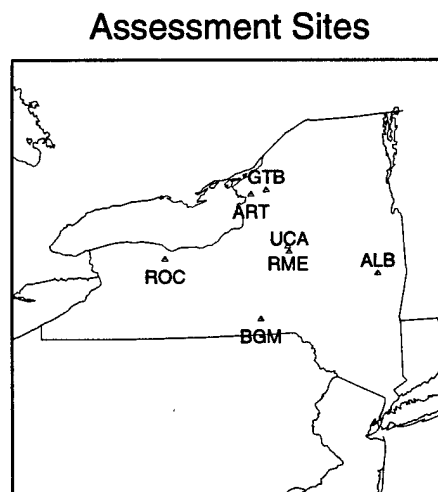 Assessment Sites
GTB
ART
UCA
RME
ALB
ROC
BGM